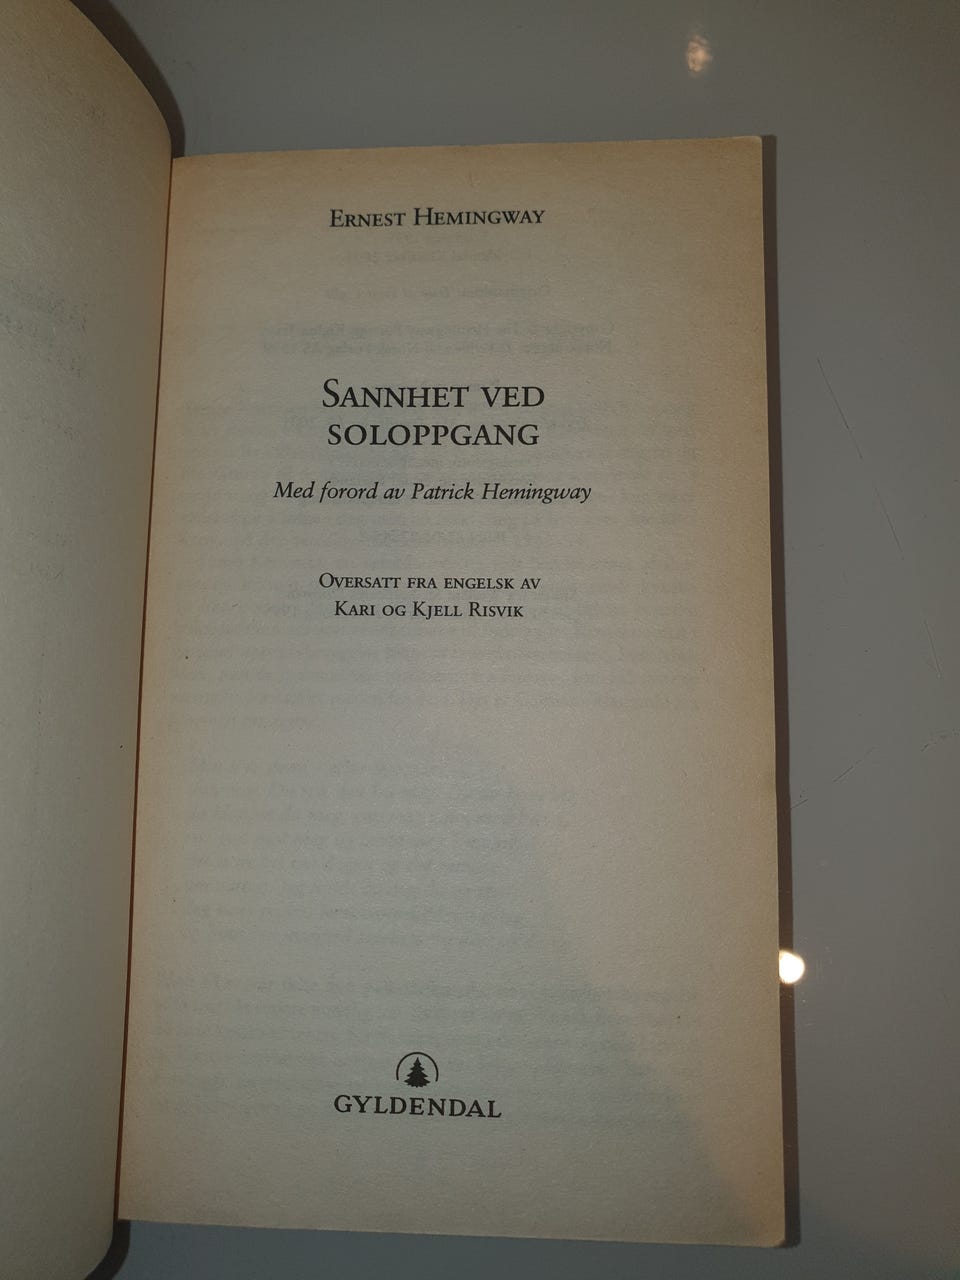 Ernest Hemingway
Sannhet ved
soloppgang
Med forord av Patrick Hemingway
Oversatt fra engelsk av
Kari og Kjell Risvik
GYLDENDAL